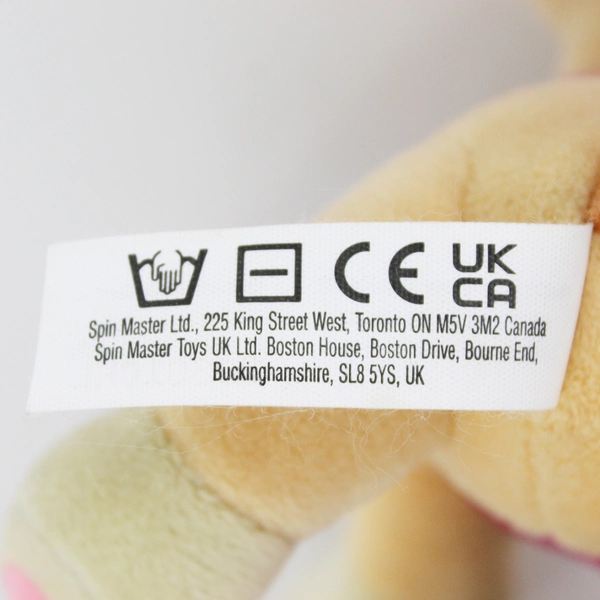 CE UK
CA
Spin Master Ltd., 225 King Street West, Toronto ON M5V 3M2 Canada
Spin Master Toys UK Ltd. Boston House, Boston Drive, Bourne End,
Buckinghamshire, SL8 5YS, UK